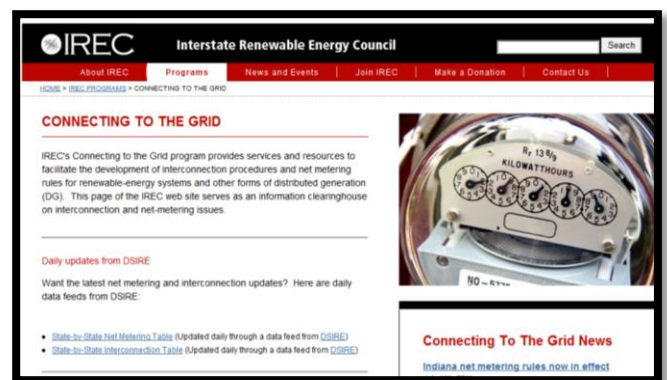 IREC Interstate Renewable Energy Council Search
About IREC Programs News and Events Join IREC Make a Donation Contact Us
HOME > IREC PROGRAMS > CONNECTING TO THE GRID
CONNECTING TO THE GRID
IREC's Connecting to the Grid program provides services and resources to
facilitate the development of interconnection procedures and net metering
rules for renewable-energy systems and other forms of distributed generation
(DG). This page of the IREC web site serves as an information clearinghouse
on interconnection and net-metering issues.
Daily updates from DSIRE
Want the latest net metering and interconnection updates? Here are daily
data feeds from DSIRE:
State-by-State Net Metering Table (Updated daily through a data feed from DSIRE)
State-by-State Interconnection Table (Updated daily through a data feed from DSIRE)
Rr 13 8/9
KILOWATTHOURS
Connecting To The Grid News
Indiana net metering rules now in effect